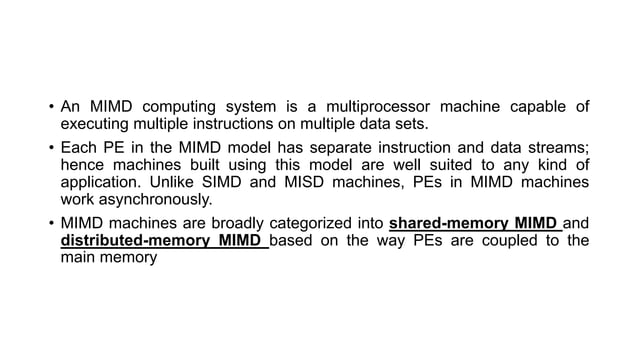 • An MIMD computing system is a multiprocessor machine capable of
executing multiple instructions on multiple data sets.
• Each PE in the MIMD model has separate instruction and data streams;
hence machines built using this model are well suited to any kind of
application. Unlike SIMD and MISD machines, PEs in MIMD machines
work asynchronously.
• MIMD machines are broadly categorized into shared-memory MIMD and
distributed-memory MIMD based on the way PEs are coupled to the
main memory